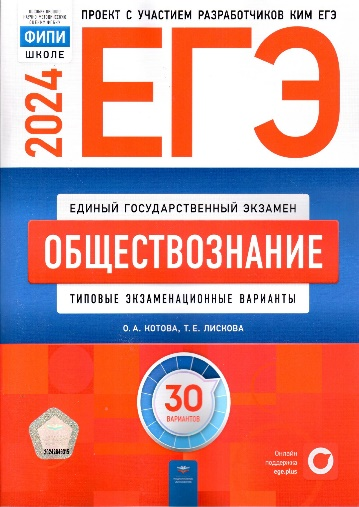 ПРОЕКТ С УЧАСТИЕМ РАЗРАБОТЧИКОВ КИМ ЕГЭ
ФИПИ
ШКОЛЕ
2024
ЕГЭ
ЕДИНЫЙ ГОСУДАРСТВЕННЫЙ ЭКЗАМЕН
ОБЩЕСТВОЗНАНИЕ
ТИПОВЫЕ ЭКЗАМЕНАЦИОННЫЕ ВАРИАНТЫ
О. А. КОТОВА, Т. Е. ЛИСКОВА
30
ВАРИАНТОВ
Онлайн
поддержка
ege.plus